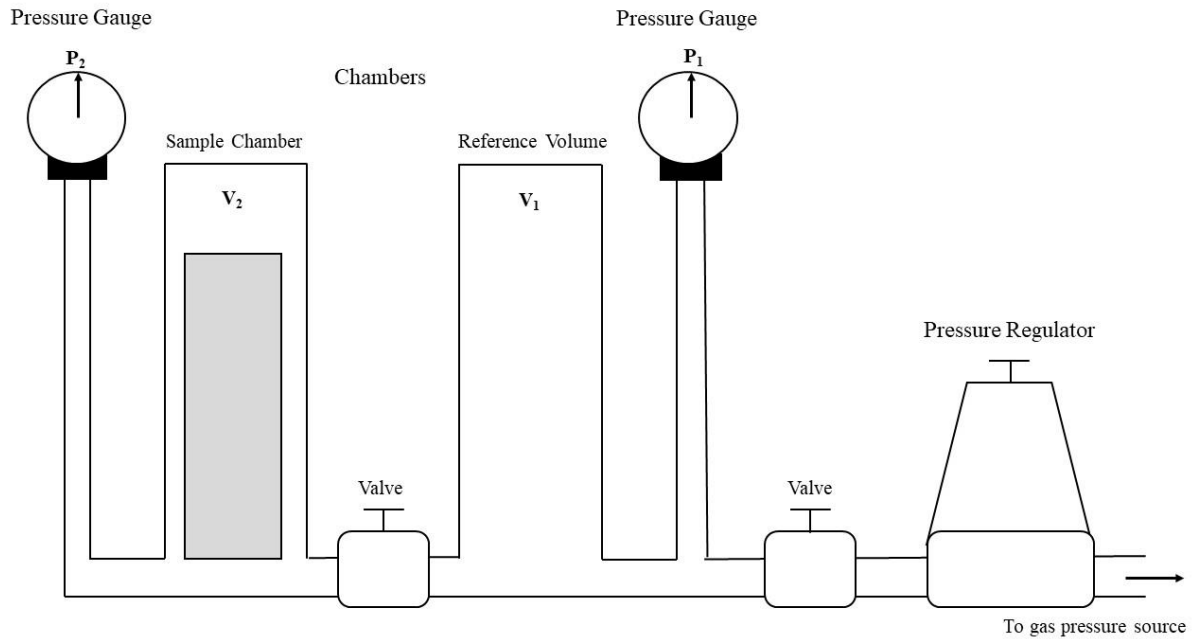 Pressure Gauge
Pressure Gauge
P₂
P₁
Chambers
Sample Chamber
Reference Volume
V₂
V₁
Pressure Regulator
Valve
Valve
To gas pressure source